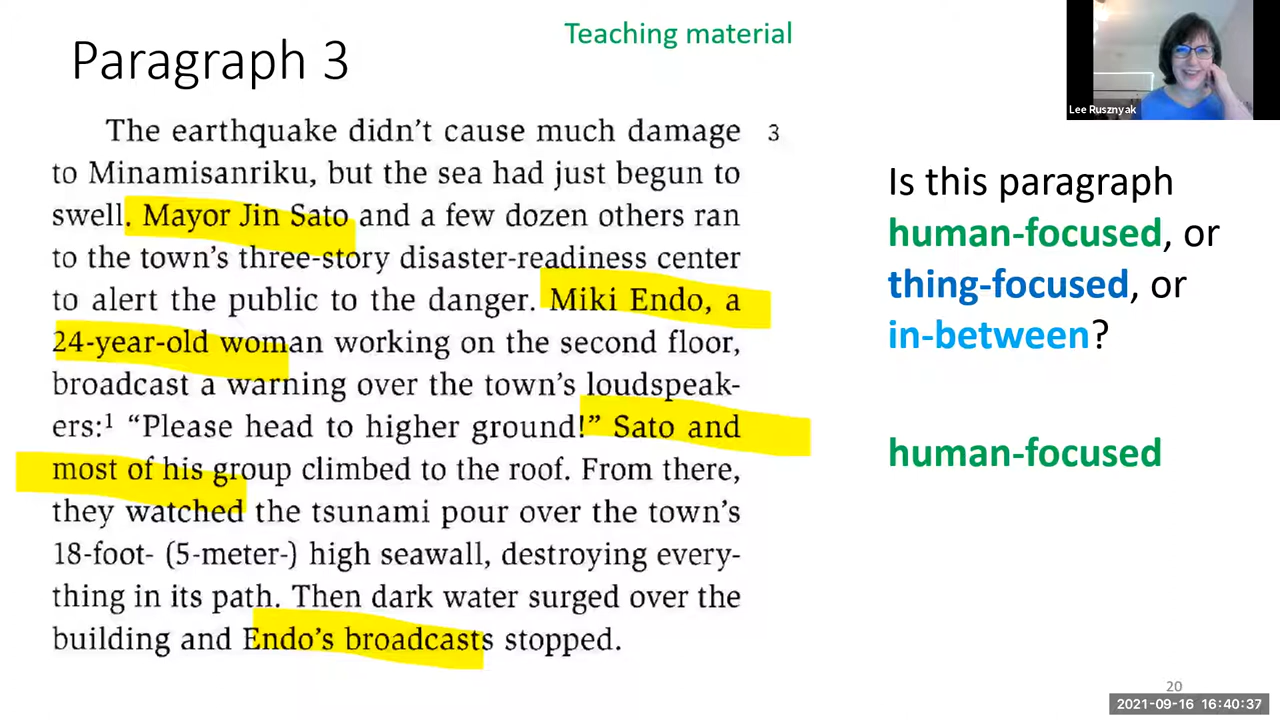 Teaching material
Paragraph 3
Lee Rusznyak
The earthquake didn't cause much damage 3
to Minamisanriku, but the sea had just begun to
swell. Mayor Jin Sato and a few dozen others ran
to the town's three-story disaster-readiness center
to alert the public to the danger. Miki Endo, a
24-year-old woman working on the second floor,
broadcast a warning over the town's loudspeak-
ers:¹ “Please head to higher ground!” Sato and
most of his group climbed to the roof. From there,
they watched the tsunami pour over the town's
18-foot- (5-meter-) high seawall, destroying every-
thing in its path. Then dark water surged over the
building and Endo's broadcasts stopped.
Is this paragraph
human-focused, or
thing-focused, or
in-between?
human-focused
20
2021-09-16 16:40:37